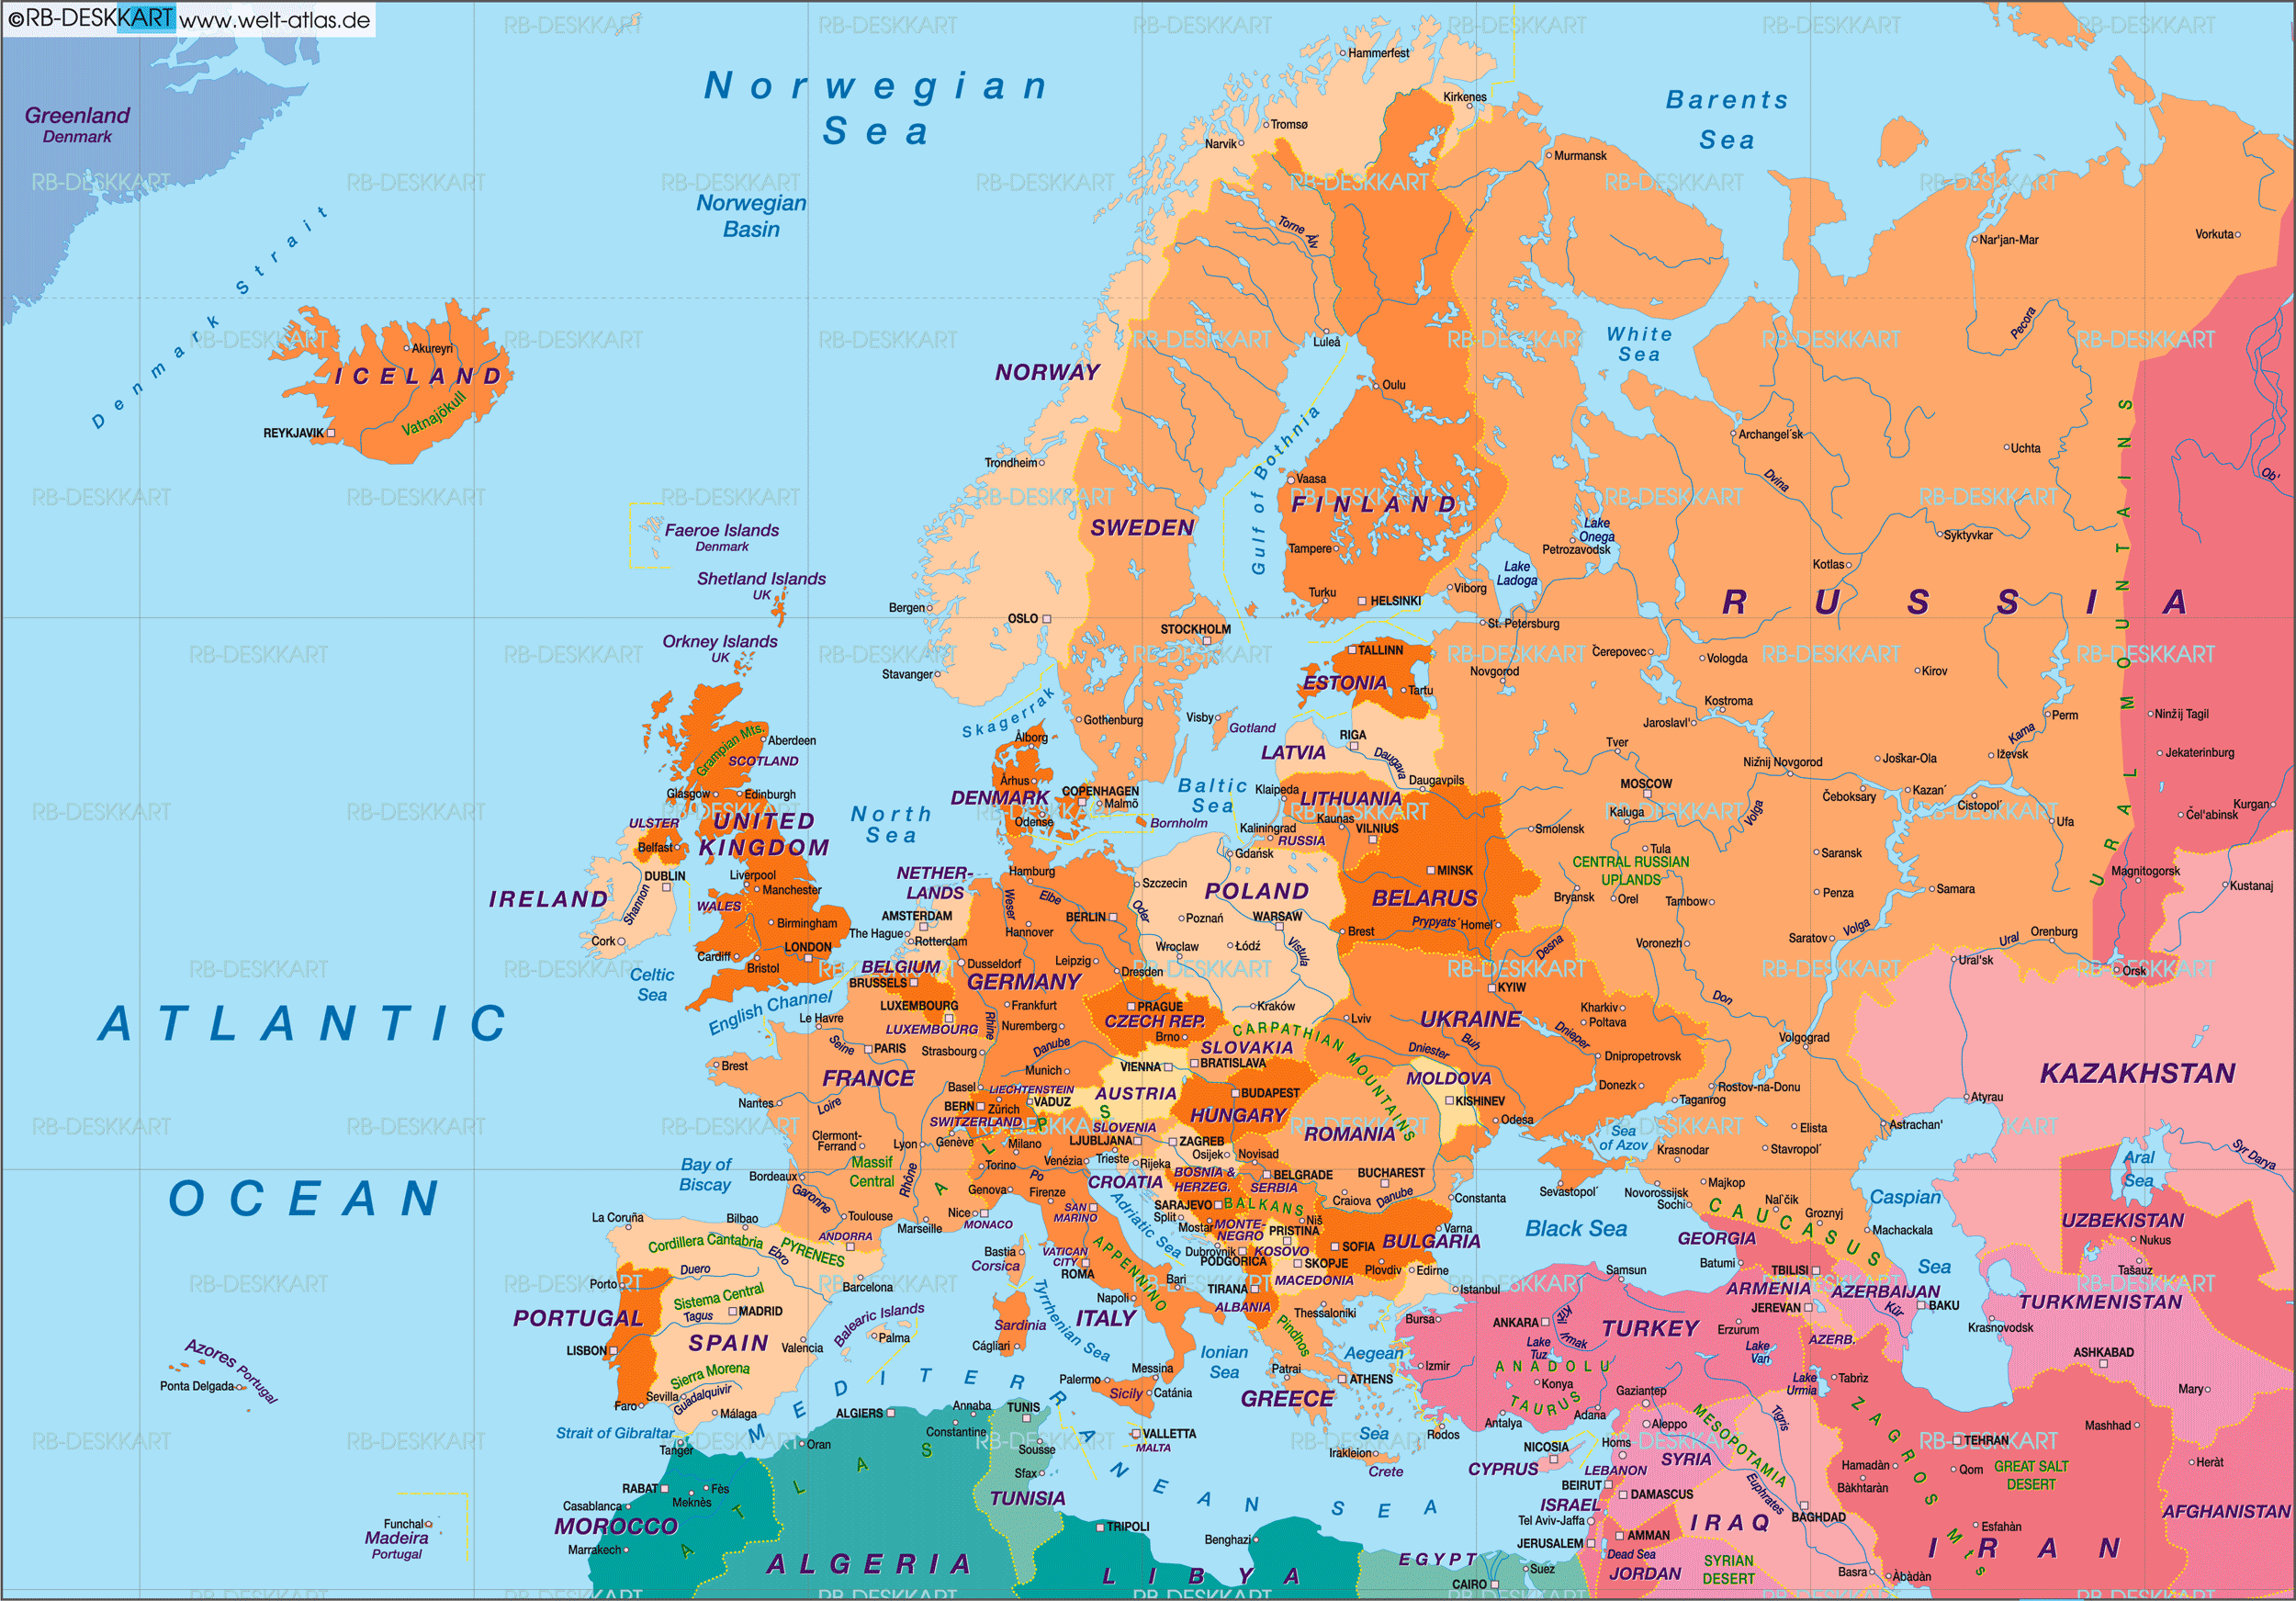 ©RB-DESKKART www.welt-atlas.de
Greenland
Denmark
Norwegian
Sea
Norwegian
Basin
Barents
Sea
Hammerfest
Kirkenes
Tromsø
Narvik
Murmansk
Nar'jan-Mar
Vorkuta
Denmark Strait
Torne Älv
Pecora
White
Sea
Luleå
Akureyri
ICELAND
Vatnajökull
REYKJAVIK
NORWAY
Oulu
Archangel'sk
Uchta
Ob'
Trondheim
Gulf of Bothnia
Vaasa
FINLAND
Dvina
SWEDEN
Faeroe Islands
Denmark
Lake
Onega
Petrozavodsk
Syktyvkar
Tampere
Kotlas
Lake
Ladoga
Shetland Islands
UK
Viborg
Turku
HELSINKI
RUSSIA
URAL MOUNTAINS
Bergen
OSLO
STOCKHOLM
St. Petersburg
Orkney Islands
UK
TALLINN
Čerepovec
Vologda
Kirov
Stavanger
ESTONIA
Tartu
Novgorod
Skagerrak
Kostroma
Jaroslavl'
Perm
Ninžij Tagil
Gothenburg
Visby
Gotland
Ålborg
RIGA
LATVIA
Daugava
Tver
Kama
Grampian Mts.
Aberdeen
SCOTLAND
Nižnij Novgorod
Joškar-Ola
Iževsk
Jekaterinburg
Århus
Baltic
Sea
Daugavpils
MOSCOW
Glasgow
Edinburgh
DENMARK
COPENHAGEN
Malmö
Klaipeda
LITHUANIA
Čeboksary
Kazan'
Cistopol'
Kurgan
UNITED
KINGDOM
North
Sea
Odense
Bornholm
Kaunas
Kaliningrad
RUSSIA
VILNIUS
Smolensk
Kaluga
Volga
Ufa
Čel'abinsk
ULSTER
Belfast
Gdańsk
Tula
Saransk
CENTRAL RUSSIAN
UPLANDS
NETHER-
LANDS
Hamburg
Szczecin
POLAND
MINSK
Magnitogorsk
DUBLIN
Liverpool
Manchester
IRELAND
Shannon
WALES
Weser
Elbe
Oder
BELARUS
Bryansk
Orel
Tambow
Penza
Samara
Kustanaj
AMSTERDAM
BERLIN
Poznań
WARSAW
Prypyats'
Homel'
Birmingham
The Hague
Rotterdam
Hannover
Brest
Volga
Cork
LONDON
Wroclaw
Łódź
Vistula
Desna
Voronezh
Saratov
Ural
Orenburg
Cardiff
Bristol
BELGIUM
BRUSSELS
Dusseldorf
GERMANY
Leipzig
Dresden
Ural'sk
Orsk
Celtic
Sea
English Channel
LUXEMBOURG
LUXEMBOURG
Frankfurt
PRAGUE
CZECH REP.
Kraków
KYIW
Don
Kharkiv
Poltava
ATLANTIC
OCEAN
Le Havre
Seine
PARIS
Rhine
Nuremberg
Brno
CARPATHIAN MOUNTAINS
Lviv
UKRAINE
Dnieper
Volgograd
Strasbourg
Danube
SLOVAKIA
Dniester
Buh
Dnipropetrovsk
Brest
FRANCE
Munich
VIENNA
BRATISLAVA
MOLDOVA
KAZAKHSTAN
Basel
LIECHTENSTEIN
AUSTRIA
BUDAPEST
Donezk
Rostov-na-Donu
Nantes
Loire
BERN
Zürich
VADUZ
HUNGARY
KISHINEV
Taganrog
Atyrau
SWITZERLAND
ALPS
SLOVENIA
ROMANIA
Odesa
Sea
of Azov
Elista
Astrachan'
Clermont-
Ferrand
Lyon
Genève
Milano
LJUBLJANA
ZAGREB
Krasnodar
Stavropol'
Syr Darya
Bay of
Biscay
Massif
Central
Torino
Venézia
Trieste
Rijeka
Osijek
Novisad
Aral
Sea
Bordeaux
Rhône
Po
CROATIA
BOSNIA &
HERZEG.
BELGRADE
SERBIA
BUCHAREST
Sevastopol'
Novorossijsk
Sochi
Majkop
Garonne
Genova
Firenze
Adriatic Sea
SARAJEVO
BALKANS
Craiova
Danube
Constanta
CAUCASUS
Nal'čik
Groznyj
Caspian
Sea
La Coruña
Bilbao
Toulouse
Marseille
Nice
MONACO
SAN
MARINO
Split
Mostar
MONTE-
NEGRO
Niš
PRISTINA
Varna
Black Sea
GEORGIA
Machackala
UZBEKISTAN
Nukus
Cordillera Cantabria
Ebro
PYRENEES
ANDORRA
Bastia
Corsica
VATICAN
CITY
ROMA
APPENNINO
Dubrovnik
PODGORICA
KOSOVO
SOFIA
BULGARIA
Plovdiv
Edirne
Samsun
Batumi
TBILISI
Tašauz
Porto
Duero
Sistema Central
Barcelona
Tyrrhenian Sea
Bari
SKOPJE
MACEDONIA
Istanbul
ARMENIA
AZERBAIJAN
TURKMENISTAN
PORTUGAL
Tagus
MADRID
Balearic Islands
Sardinia
Napoli
ITALY
TIRANA
ALBANIA
Thessaloniki
Bursa
ANKARA
Kizil Irmak
TURKEY
Erzurum
JEREVAN
Kür
BAKU
Krasnovodsk
LISBON
SPAIN
Valencia
Palma
Cágliari
Pindhos
AZERB.
Azores Portugal
Ponta Delgada
Sierra Morena
Sevilla
Guadalquivir
Ionian
Sea
Aegean
Sea
Izmir
Lake
Tuz
Lake
Van
ASHKABAD
ANADOLU
Faro
Málaga
Palermo
Messina
Sicily
Catánia
Patrai
ATHENS
GREECE
Konya
TAURUS
Gaziantep
Lake
Urmia
Tabrìz
Mary
MEDITERRANEAN SEA
Strait of Gibraltar
Tanger
ALGIERS
Annaba
TUNIS
Constantine
Antalya
Adana
Aleppo
MESOPOTAMIA
Tigris
ZAGROS Mts
Mashhad
Oran
Sousse
VALLETTA
MALTA
Rodos
Irakleion
Crete
NICOSIA
CYPRUS
Homs
SYRIA
LEBANON
TEHRAN
Hamadàn
Qom
GREAT SALT
DESERT
Heràt
RABAT
Fès
Meknès
ATLAS
Sfax
BEIRUT
DAMASCUS
Euphrates
Bàkhtaràn
Casablanca
TUNISIA
ISRAEL
Tel Aviv-Jaffa
BAGHDAD
AFGHANISTAN
Funchal
Madeira
Portugal
MOROCCO
Marrakech
TRIPOLI
Benghazi
AMMAN
JERUSALEM
IRAQ
Esfahàn
IRAN
ALGERIA
LIBYA
EGYPT
CAIRO
Suez
Dead Sea
JORDAN
SYRIAN
DESERT
Basra
Àbàdàn
RB-DESKKART